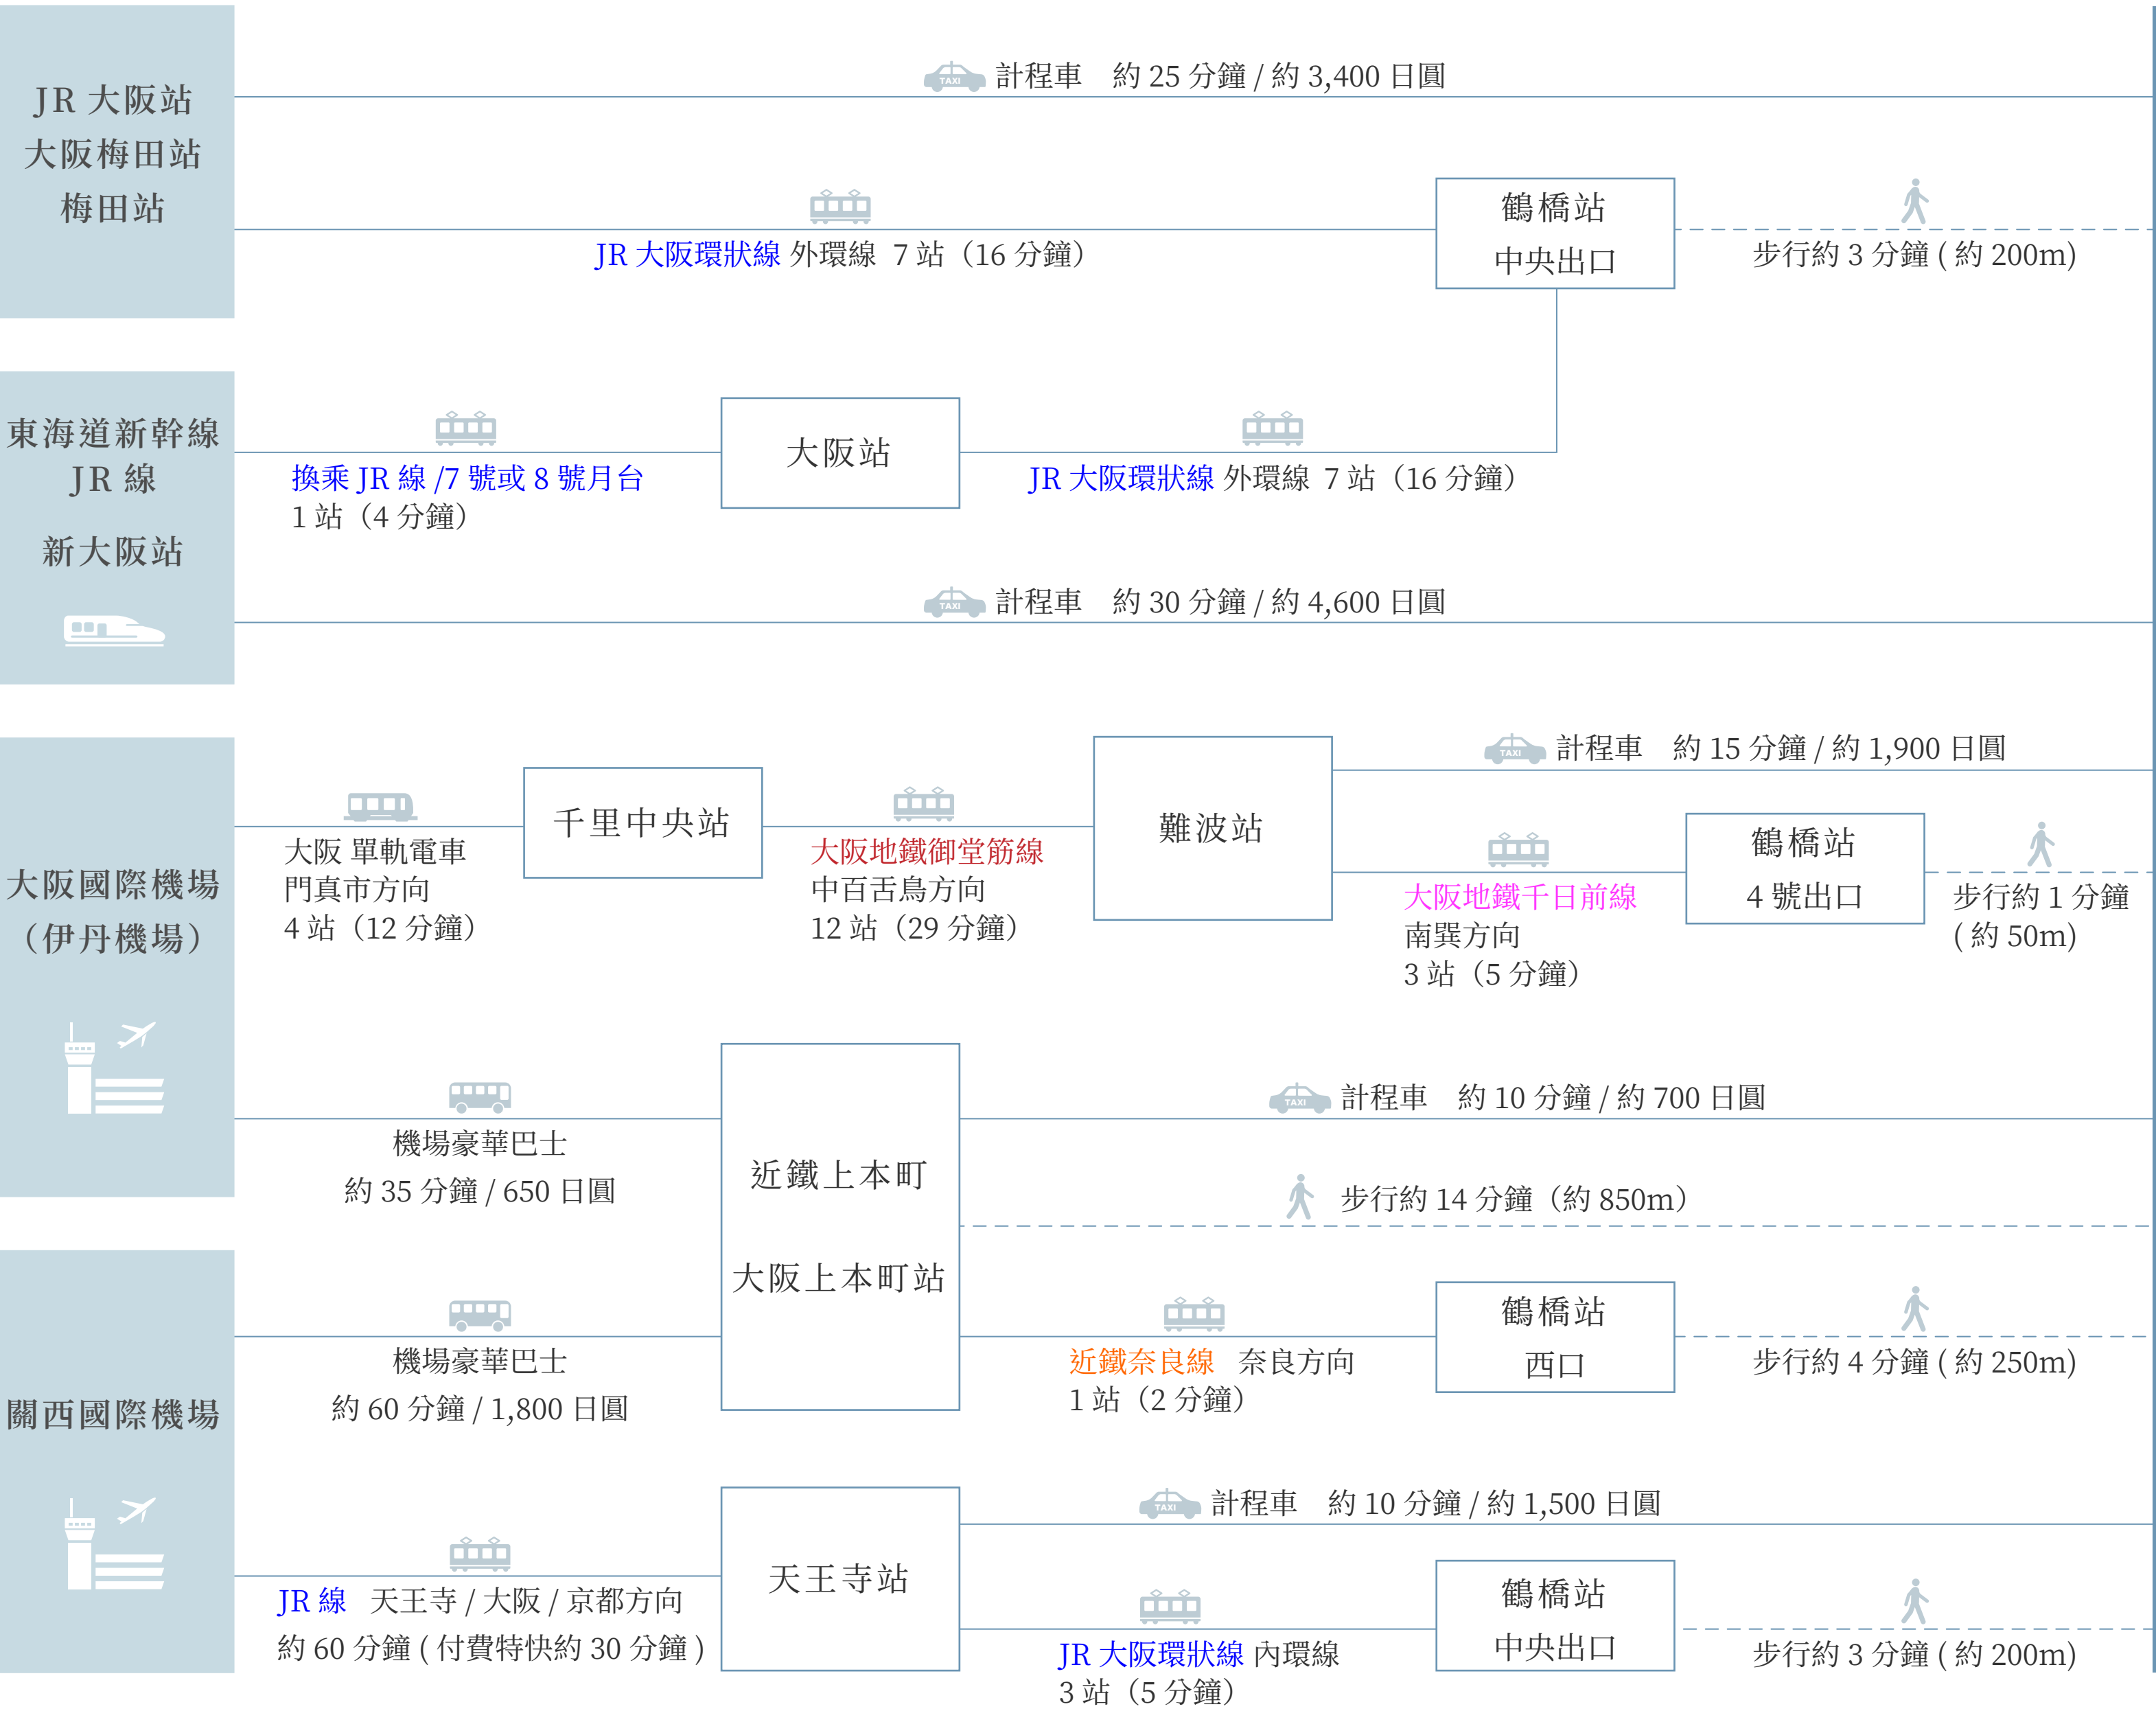 JR 大阪站
大阪梅田站
梅田站
TAXI 計程車 約 25 分鐘 / 約 3,400 日圓
JR 大阪環狀線 外環線 7 站（16 分鐘）
鶴橋站
中央出口
步行約 3 分鐘 ( 約 200m)
東海道新幹線
JR 線
新大阪站
換乘 JR 線 /7 號或 8 號月台
1 站（4 分鐘）
大阪站
JR 大阪環狀線 外環線 7 站（16 分鐘）
TAXI 計程車 約 30 分鐘 / 約 4,600 日圓
大阪國際機場
（伊丹機場）
大阪 單軌電車
門真市方向
4 站（12 分鐘）
千里中央站
大阪地鐵御堂筋線
中百舌鳥方向
12 站（29 分鐘）
難波站
TAXI 計程車 約 15 分鐘 / 約 1,900 日圓
大阪地鐵千日前線
南巽方向
3 站（5 分鐘）
鶴橋站
4 號出口
步行約 1 分鐘
( 約 50m)
機場豪華巴士
約 35 分鐘 / 650 日圓
近鐵上本町
大阪上本町站
TAXI 計程車 約 10 分鐘 / 約 700 日圓
步行約 14 分鐘（約 850m）
關西國際機場
機場豪華巴士
約 60 分鐘 / 1,800 日圓
近鐵奈良線 奈良方向
1 站（2 分鐘）
鶴橋站
西口
步行約 4 分鐘 ( 約 250m)
JR 線 天王寺 / 大阪 / 京都方向
約 60 分鐘 ( 付費特快約 30 分鐘 )
天王寺站
TAXI 計程車 約 10 分鐘 / 約 1,500 日圓
JR 大阪環狀線 內環線
3 站（5 分鐘）
鶴橋站
中央出口
步行約 3 分鐘 ( 約 200m)